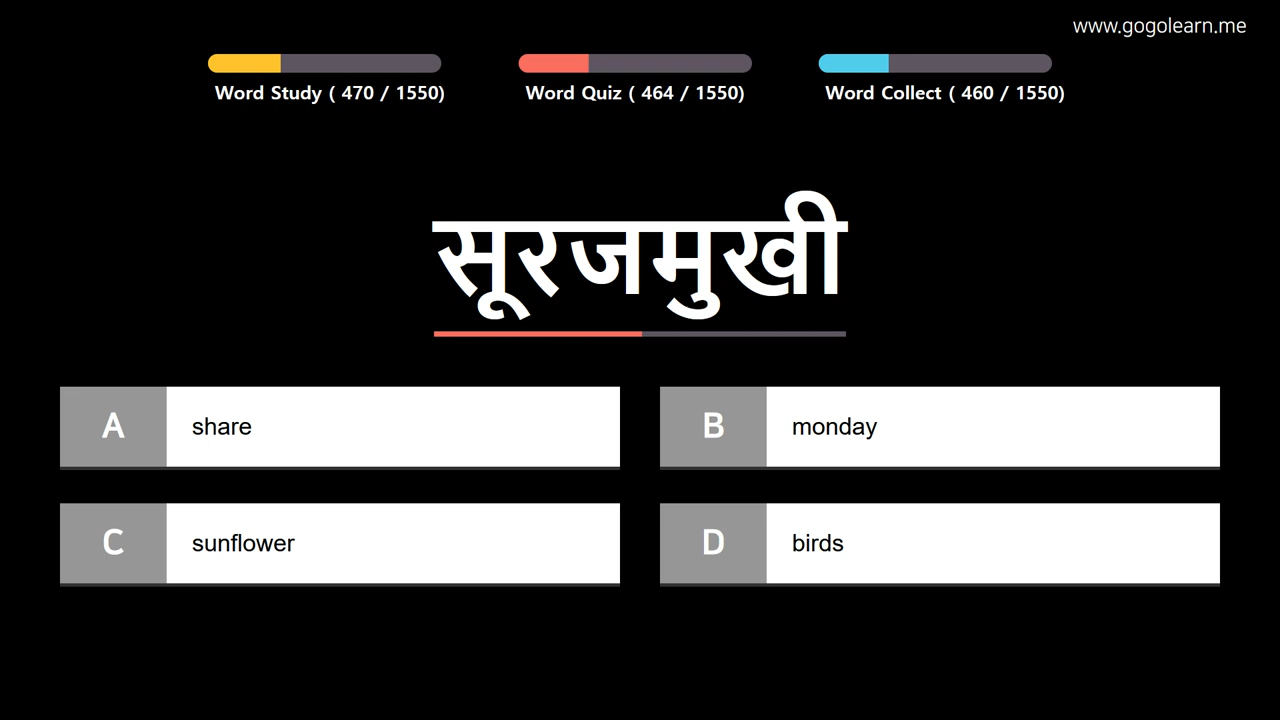 www.gogolearn.me
Word Study ( 470 / 1550)
Word Quiz ( 464 / 1550)
Word Collect ( 460 / 1550)
सूरजमुखी
A share
B monday
C sunflower
D birds